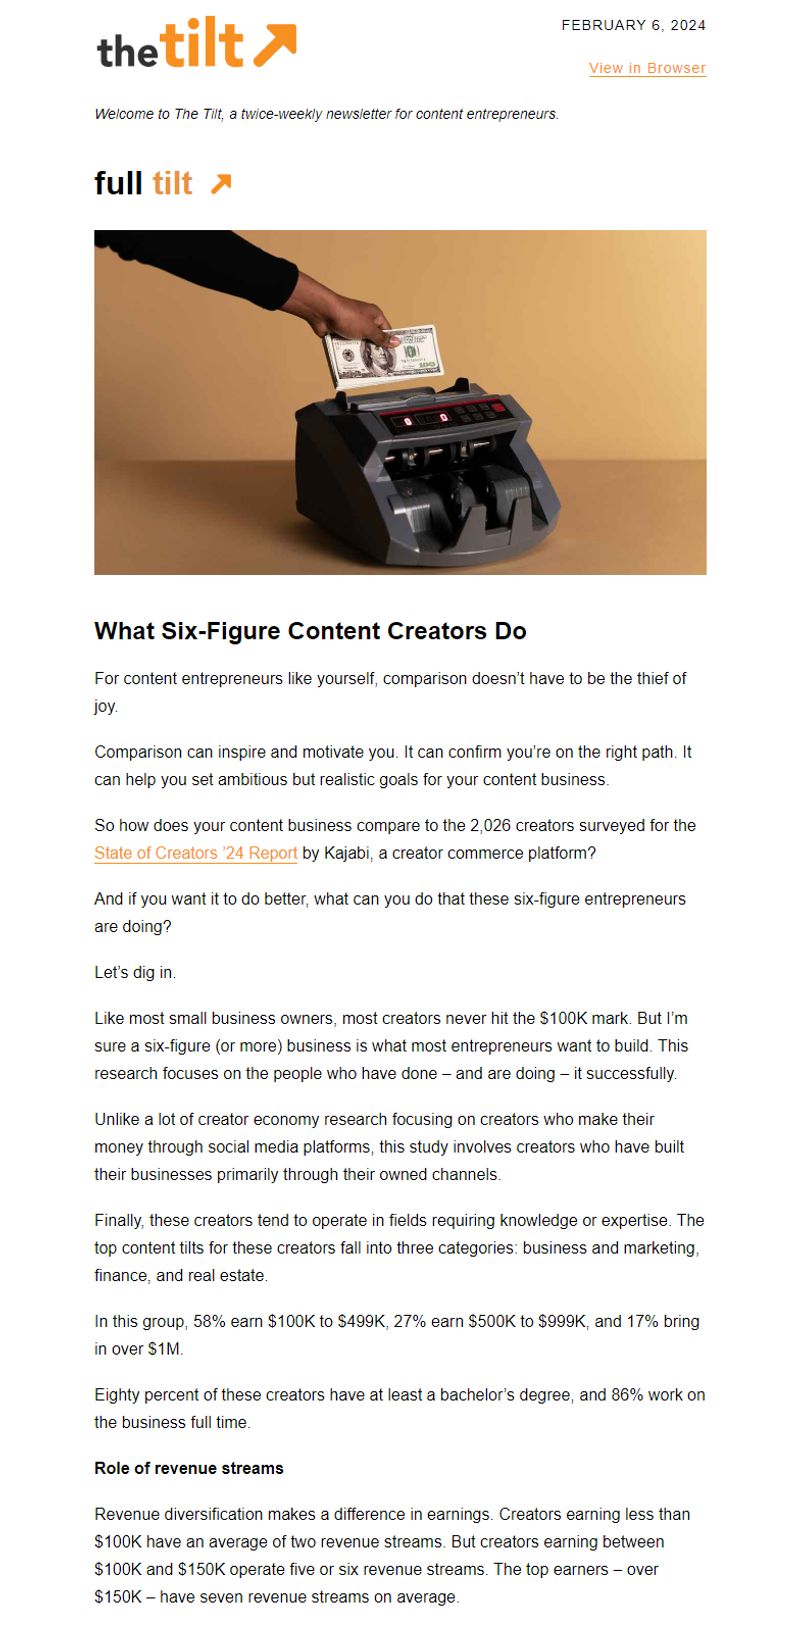 thetilt
FEBRUARY 6, 2024
View in Browser
Welcome to The Tilt, a twice-weekly newsletter for content entrepreneurs.
full tilt
100
0 0
What Six-Figure Content Creators Do
For content entrepreneurs like yourself, comparison doesn’t have to be the thief of
joy.
Comparison can inspire and motivate you. It can confirm you’re on the right path. It
can help you set ambitious but realistic goals for your content business.
So how does your content business compare to the 2,026 creators surveyed for the
State of Creators ’24 Report by Kajabi, a creator commerce platform?
And if you want it to do better, what can you do that these six-figure entrepreneurs
are doing?
Let’s dig in.
Like most small business owners, most creators never hit the $100K mark. But I’m
sure a six-figure (or more) business is what most entrepreneurs want to build. This
research focuses on the people who have done – and are doing – it successfully.
Unlike a lot of creator economy research focusing on creators who make their
money through social media platforms, this study involves creators who have built
their businesses primarily through their owned channels.
Finally, these creators tend to operate in fields requiring knowledge or expertise. The
top content tilts for these creators fall into three categories: business and marketing,
finance, and real estate.
In this group, 58% earn $100K to $499K, 27% earn $500K to $999K, and 17% bring
in over $1M.
Eighty percent of these creators have at least a bachelor’s degree, and 86% work on
the business full time.
Role of revenue streams
Revenue diversification makes a difference in earnings. Creators earning less than
$100K have an average of two revenue streams. But creators earning between
$100K and $150K operate five or six revenue streams. The top earners – over
$150K – have seven revenue streams on average.